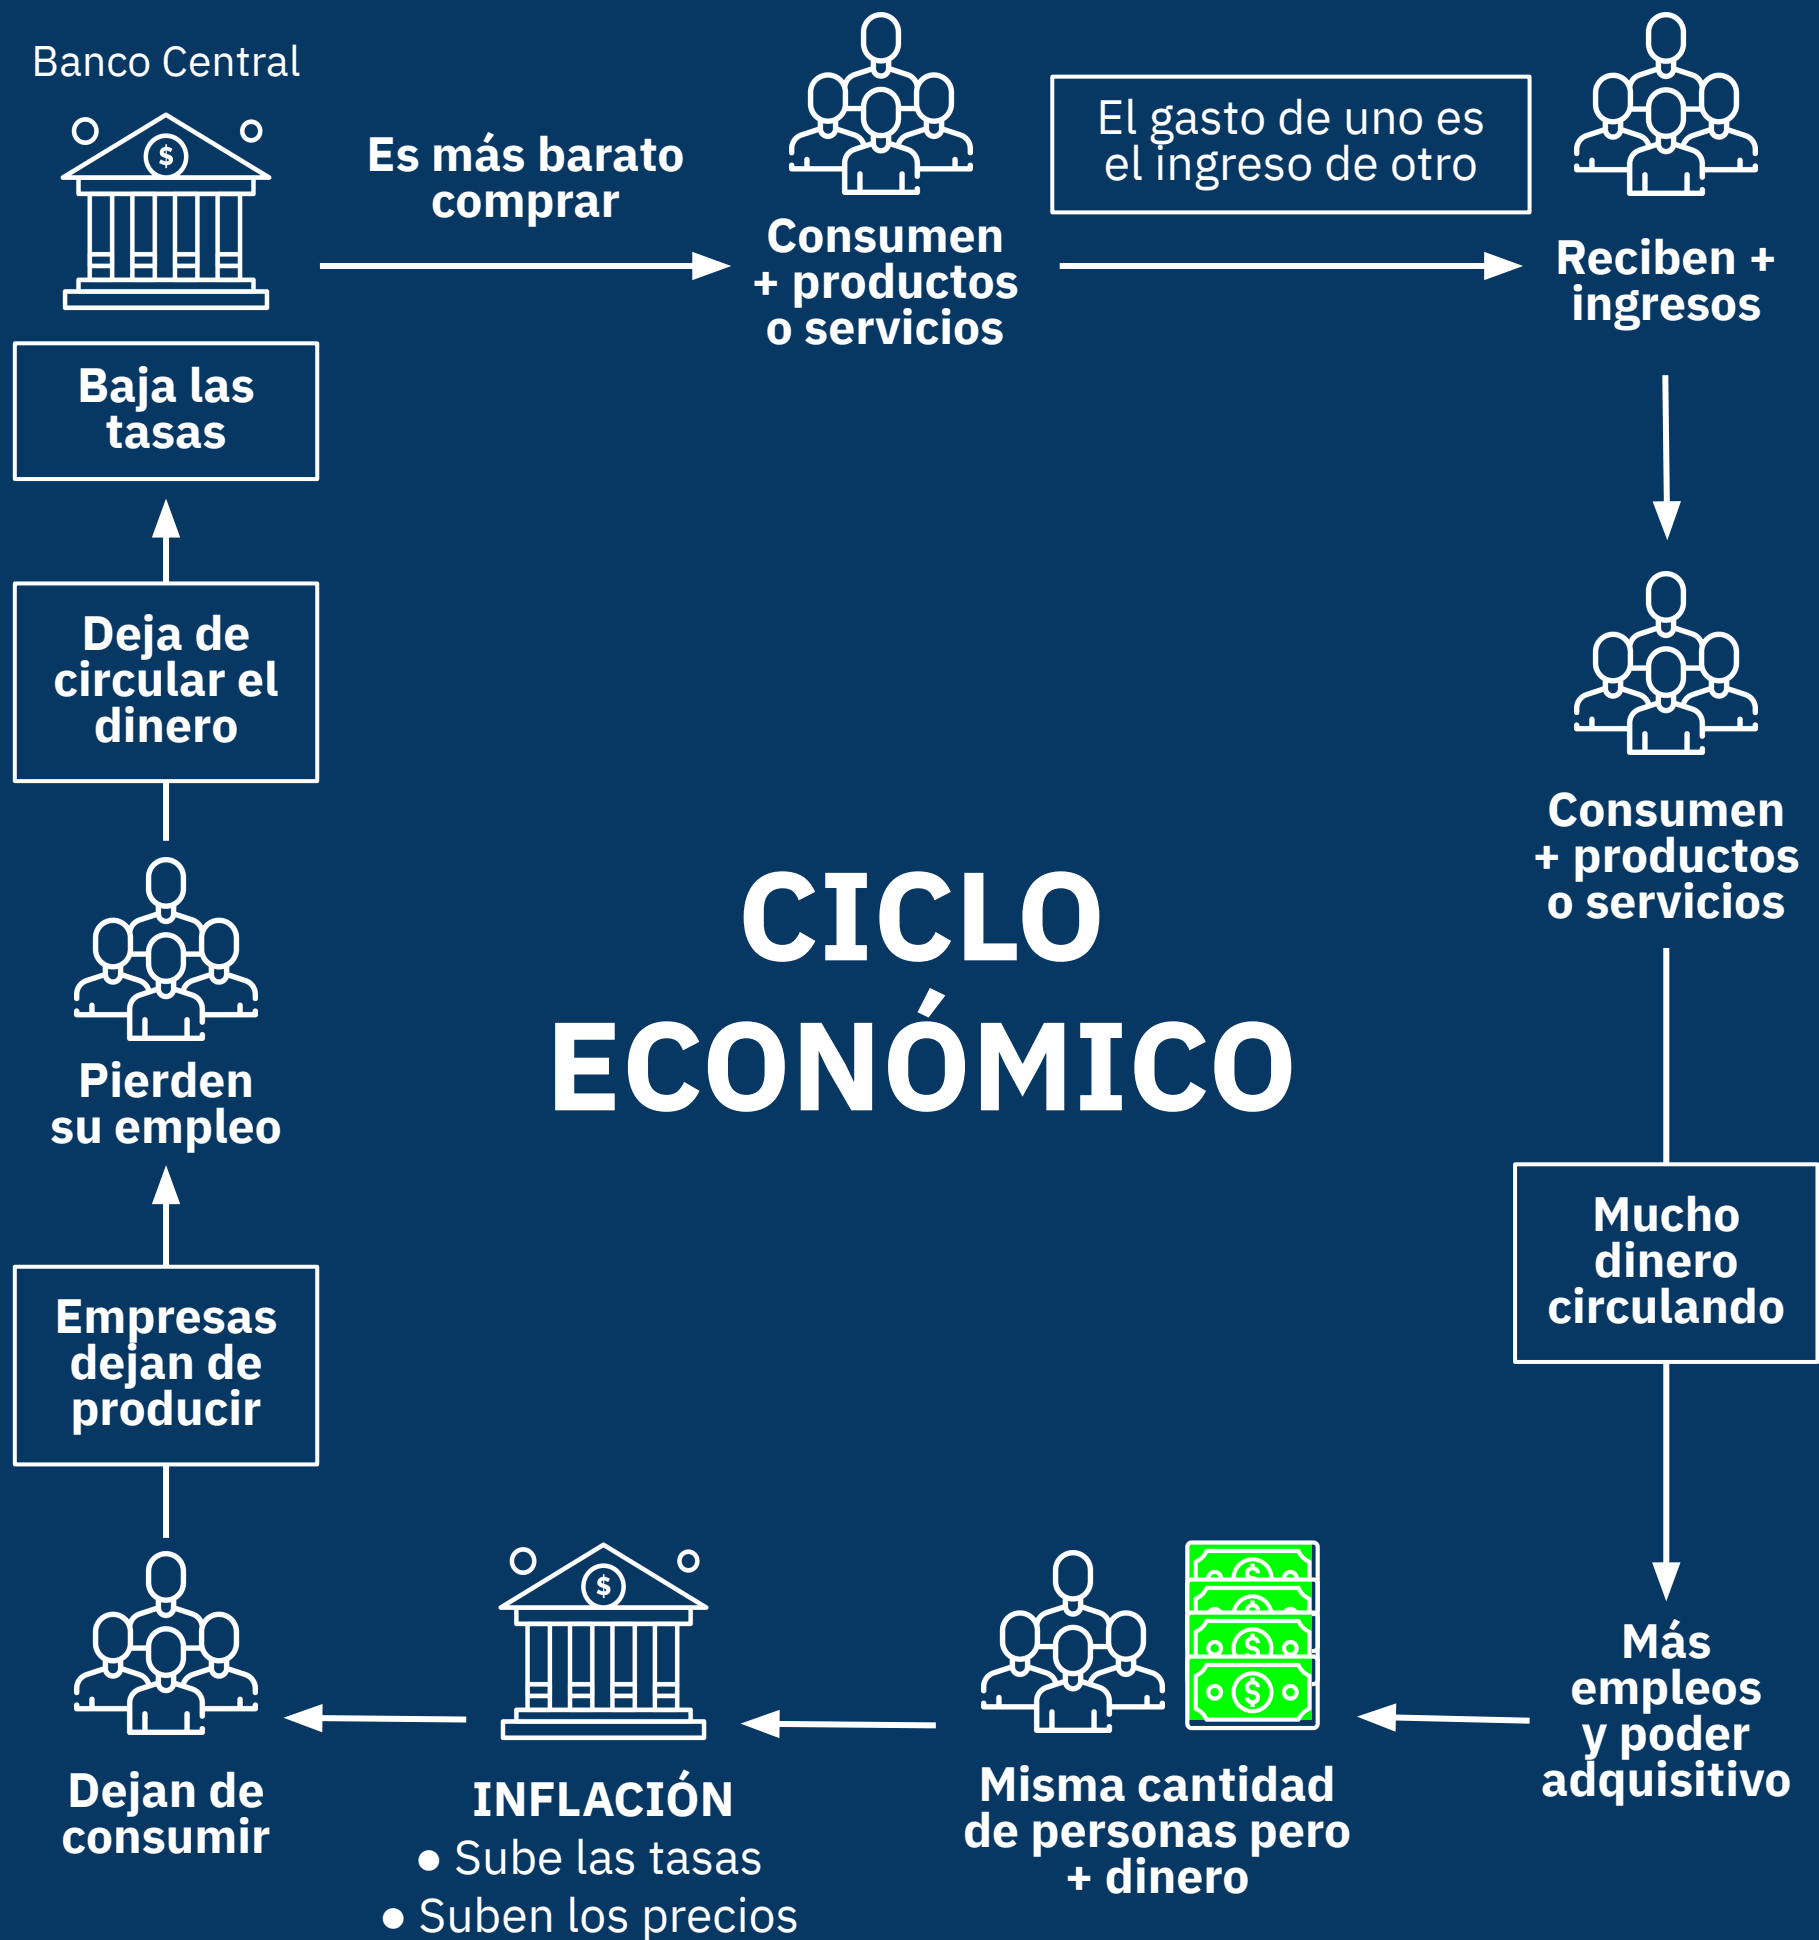 Banco Central
$
Baja las
tasas
Es más barato
comprar
Consumen
+ productos
o servicios
El gasto de uno es
el ingreso de otro
Reciben +
ingresos
Consumen
+ productos
o servicios
Mucho
dinero
circulando
Más
empleos
y poder
adquisitivo
$
$
$
$
Misma cantidad
de personas pero
+ dinero
$
INFLACIÓN
● Sube las tasas
● Suben los precios
Dejan de
consumir
Empresas
dejan de
producir
Pierden
su empleo
Deja de
circular el
dinero
CICLO
ECONÓMICO